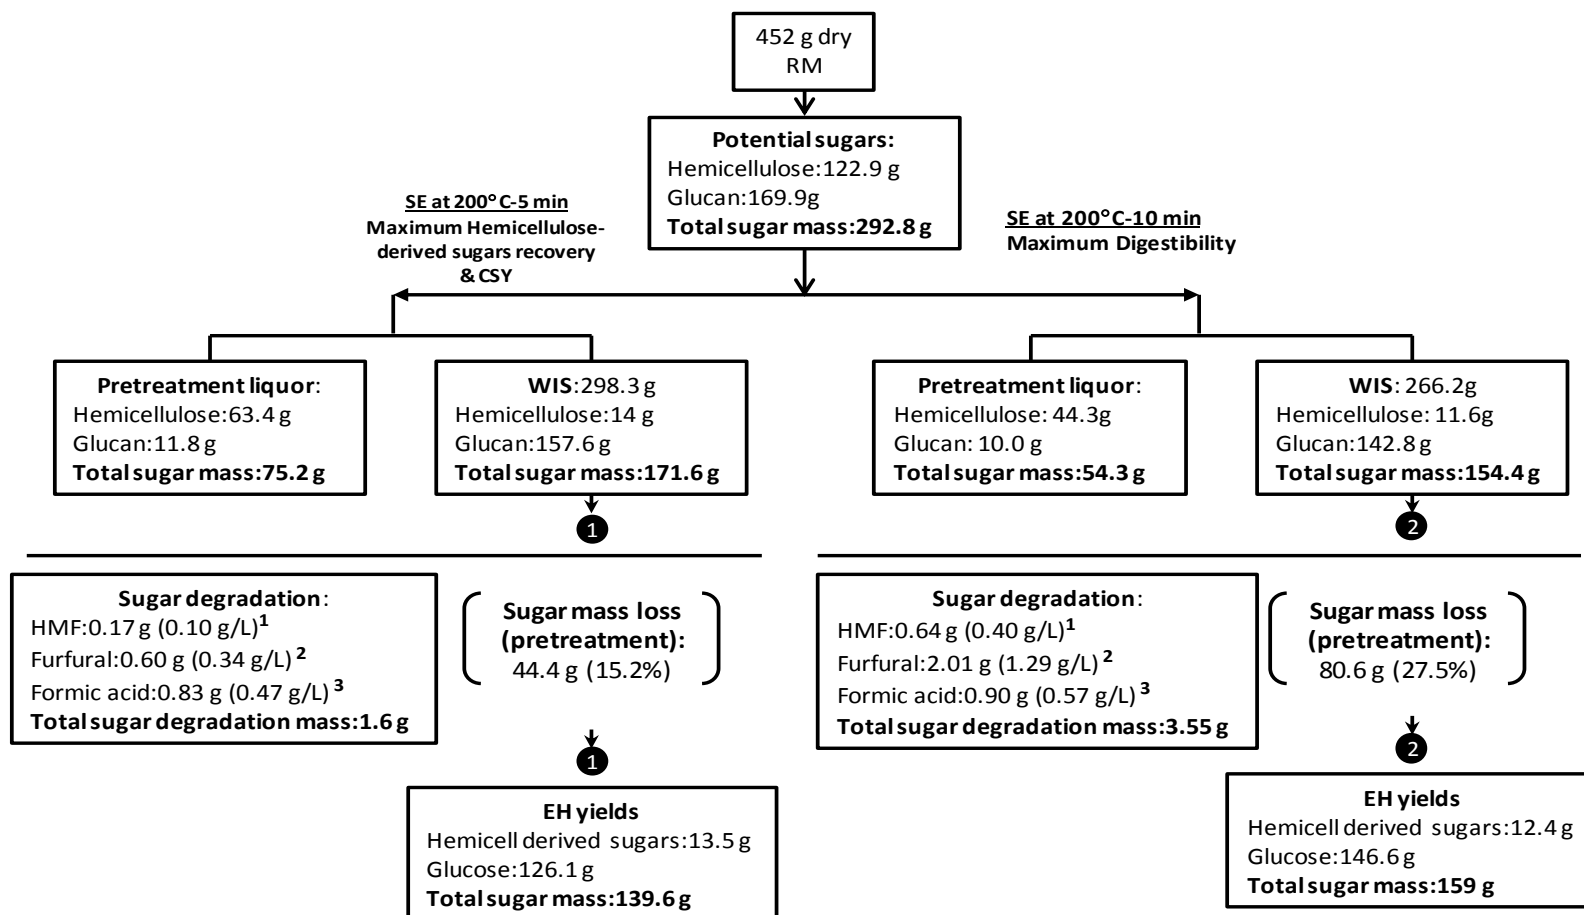 452 g dry
RM
Potential sugars:
Hemicellulose:122.9 g
Glucan:169.9g
Total sugar mass:292.8 g
SE at 200°C-5 min
Maximum Hemicellulose-
derived sugars recovery
& CSY
SE at 200°C-10 min
Maximum Digestibility
Pretreatment liquor:
Hemicellulose:63.4 g
Glucan:11.8 g
Total sugar mass:75.2 g
WIS:298.3 g
Hemicellulose:14 g
Glucan:157.6 g
Total sugar mass:171.6 g
1
Pretreatment liquor:
Hemicellulose: 44.3g
Glucan: 10.0 g
Total sugar mass:54.3 g
WIS: 266.2g
Hemicellulose: 11.6g
Glucan:142.8 g
Total sugar mass:154.4 g
2
Sugar degradation:
HMF:0.17 g (0.10 g/L)¹
Furfural:0.60 g (0.34 g/L) ²
Formic acid:0.83 g (0.47 g/L) ³
Total sugar degradation mass:1.6 g
Sugar mass loss
(pretreatment):
44.4 g (15.2%)
1
EH yields
Hemicell derived sugars:13.5 g
Glucose:126.1 g
Total sugar mass:139.6 g
Sugar degradation:
HMF:0.64 g (0.40 g/L)¹
Furfural:2.01 g (1.29 g/L) ²
Formic acid:0.90 g (0.57 g/L) ³
Total sugar degradation mass:3.55 g
Sugar mass loss
(pretreatment):
80.6 g (27.5%)
2
EH yields
Hemicell derived sugars:12.4 g
Glucose:146.6 g
Total sugar mass:159 g